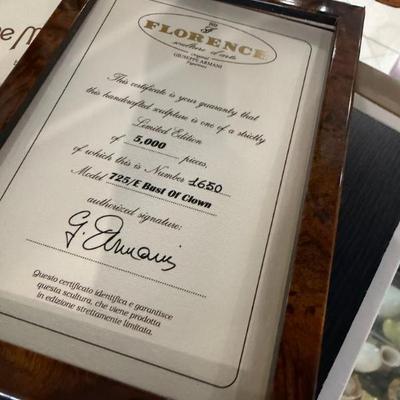 FLORENCE
sculture d'arte
original
GIUSEPPE ARMANI
This certificate is your guaranty that
this handcrafted sculpture is one of a strictly
Limited Edition
of 5,000 pieces,
of which this is Number 1650
Model 725/E Bust Of Clown
authorized signature:
G. Armani
Questo certificato identifica e garantisce
questa scultura, che viene prodotta
in edizione strettamente limitata.